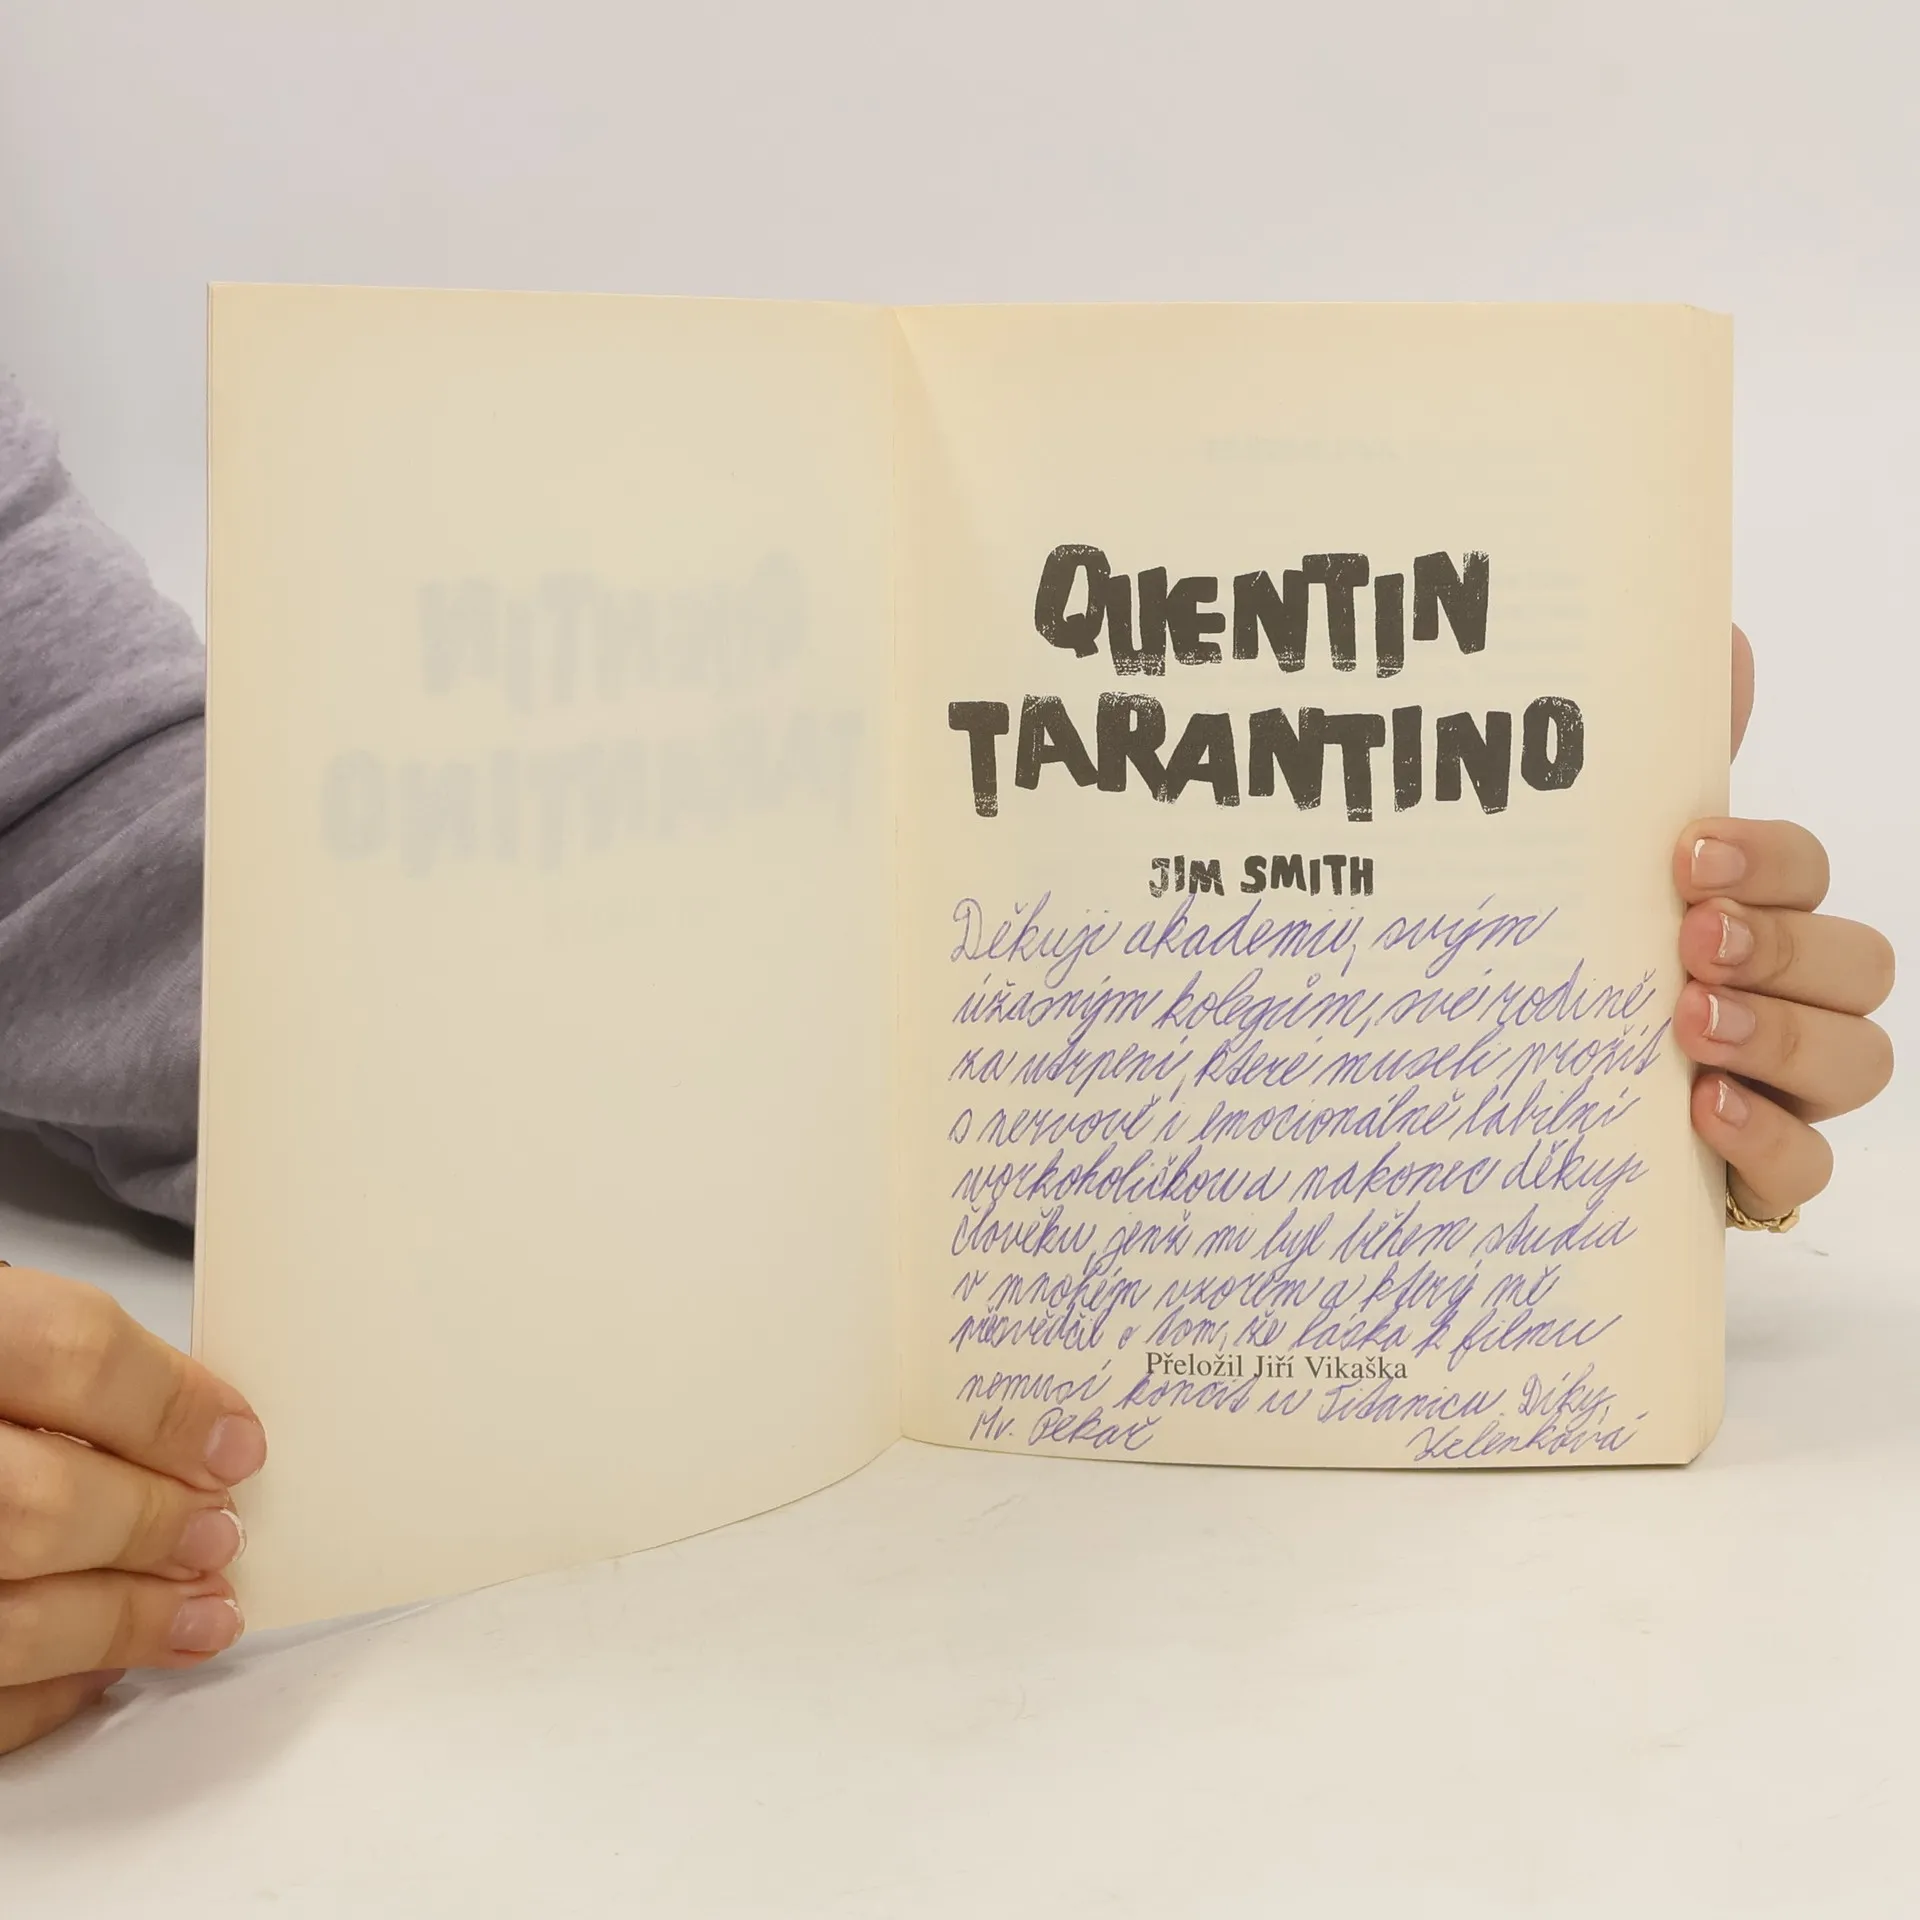 QUENTIN
TARANTINO
JIM SMITH
Děkuji akademii, svým
úžasným kolegům, své rodině
za utrpení, které museli prožít
s nervově i emocionálně labilní
workoholičkou a nakonec děkuji
člověku, jenž mi byl během studia
v mnohém vzorem a který mě
přesvědčil o tom, že láska k filmu
Přeložil Jiří Vikaška
nemusí končit u Titanicu. Díky,
Mr. Pekař
Zelenková